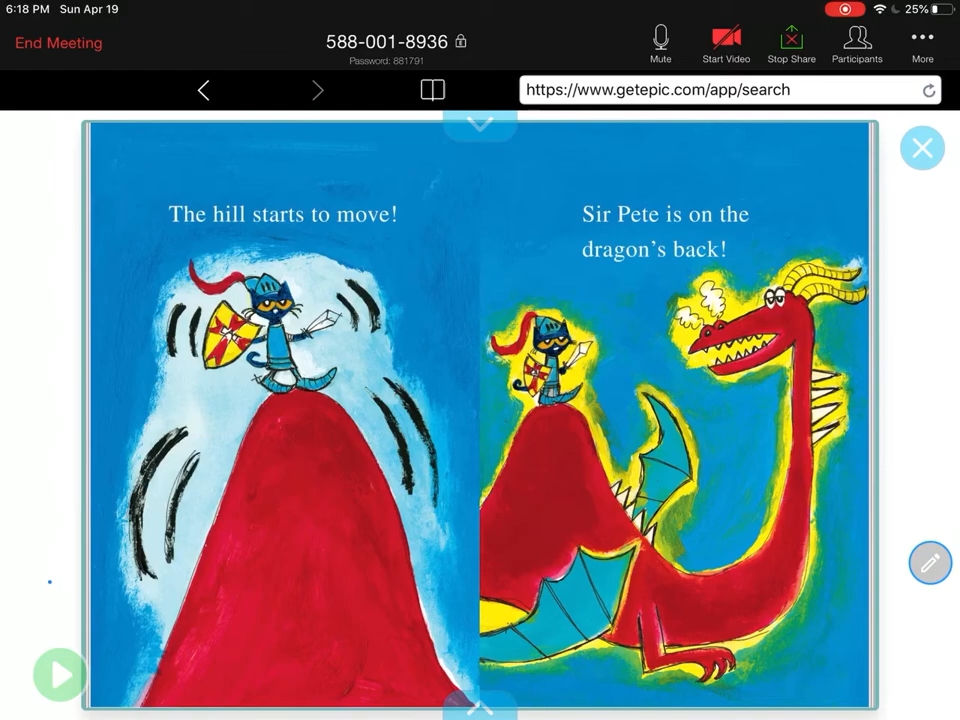 6:18 PM Sun Apr 19
25%
End Meeting
588-001-8936
Password: 881791
Mute
Start Video
Stop Share
Participants
More
https://www.getepic.com/app/search
The hill starts to move!
Sir Pete is on the
dragon's back!